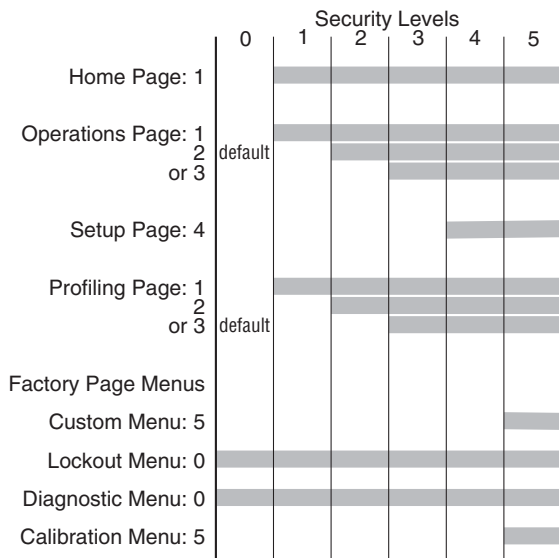 Security Levels
0 1 2 3 4 5
Home Page: 1
Operations Page: 1
2 default
or 3
Setup Page: 4
Profiling Page: 1
2
or 3 default
Factory Page Menus
Custom Menu: 5
Lockout Menu: 0
Diagnostic Menu: 0
Calibration Menu: 5